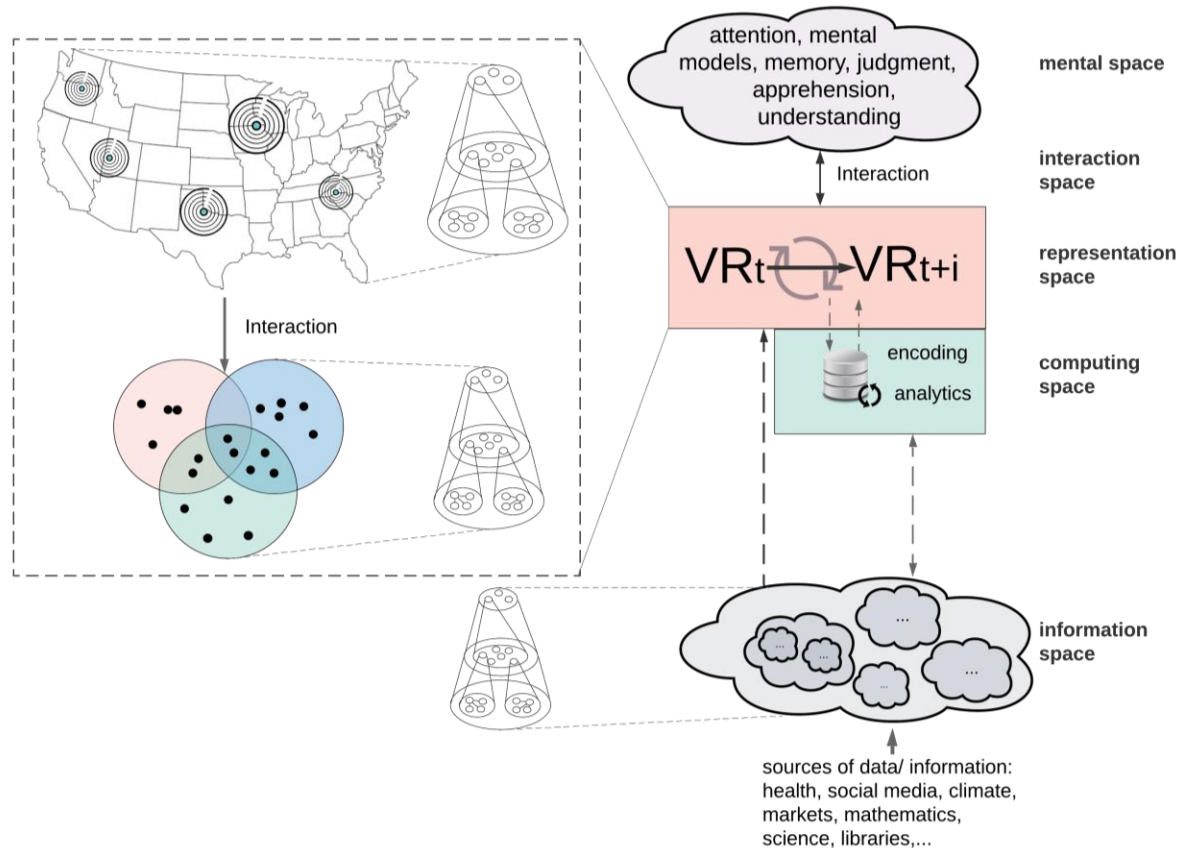 attention, mental
models, memory, judgment,
apprehension,
understanding
mental space
Interaction
interaction
space
VRt
VRt+i
representation
space
Interaction
encoding
analytics
computing
space
...
...
...
...
...
information
space
sources of data/ information:
health, social media, climate,
markets, mathematics,
science, libraries,...